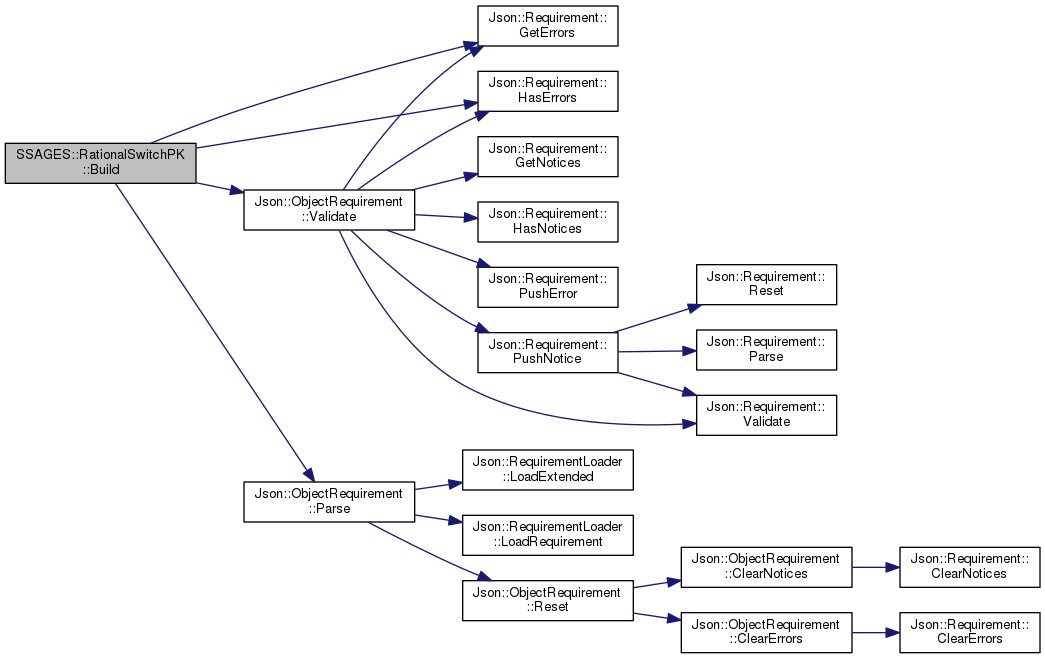 Json::Requirement::
GetErrors
Json::Requirement::
HasErrors
SSAGES::RationalSwitchPK
::Build
Json::Requirement::
GetNotices
Json::ObjectRequirement
::Validate
Json::Requirement::
HasNotices
Json::Requirement::
PushError
Json::Requirement::
Reset
Json::Requirement::
PushNotice
Json::Requirement::
Parse
Json::Requirement::
Validate
Json::RequirementLoader
::LoadExtended
Json::ObjectRequirement
::Parse
Json::RequirementLoader
::LoadRequirement
Json::ObjectRequirement
::Reset
Json::ObjectRequirement
::ClearNotices
Json::Requirement::
ClearNotices
Json::ObjectRequirement
::ClearErrors
Json::Requirement::
ClearErrors